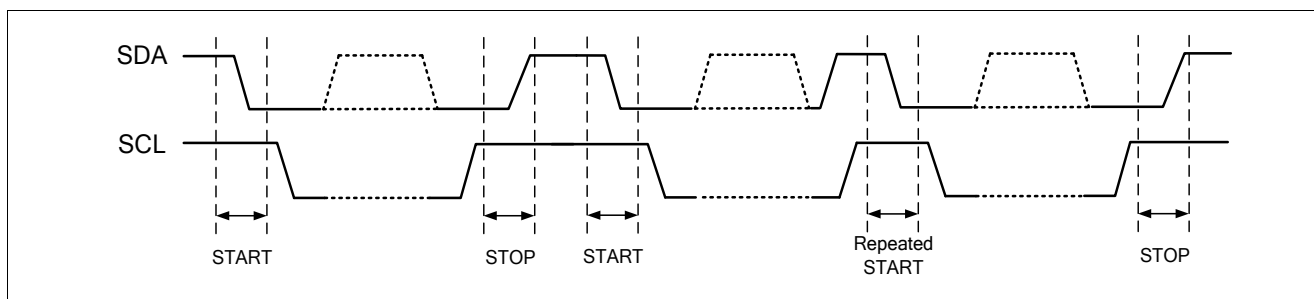 SDA
SCL
START
STOP
START
Repeated
START
STOP